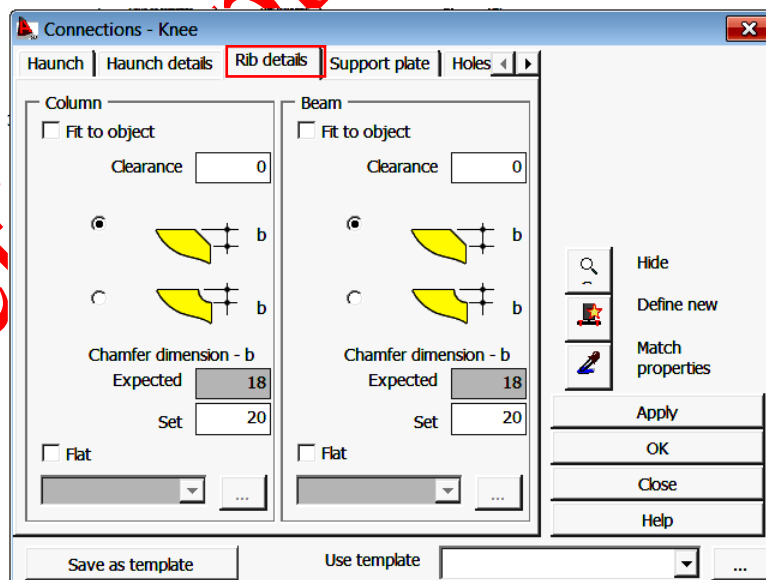 Connections - Knee
Haunch Haunch details Rib details Support plate Holes
Column
Fit to object
Clearance 0
b
b
Chamfer dimension - b
Expected 18
Set 20
Flat
...
Beam
Fit to object
Clearance 0
b
b
Chamfer dimension - b
Expected 18
Set 20
Flat
...
Hide
Define new
Match
properties
Apply
OK
Close
Help
Save as template Use template ...